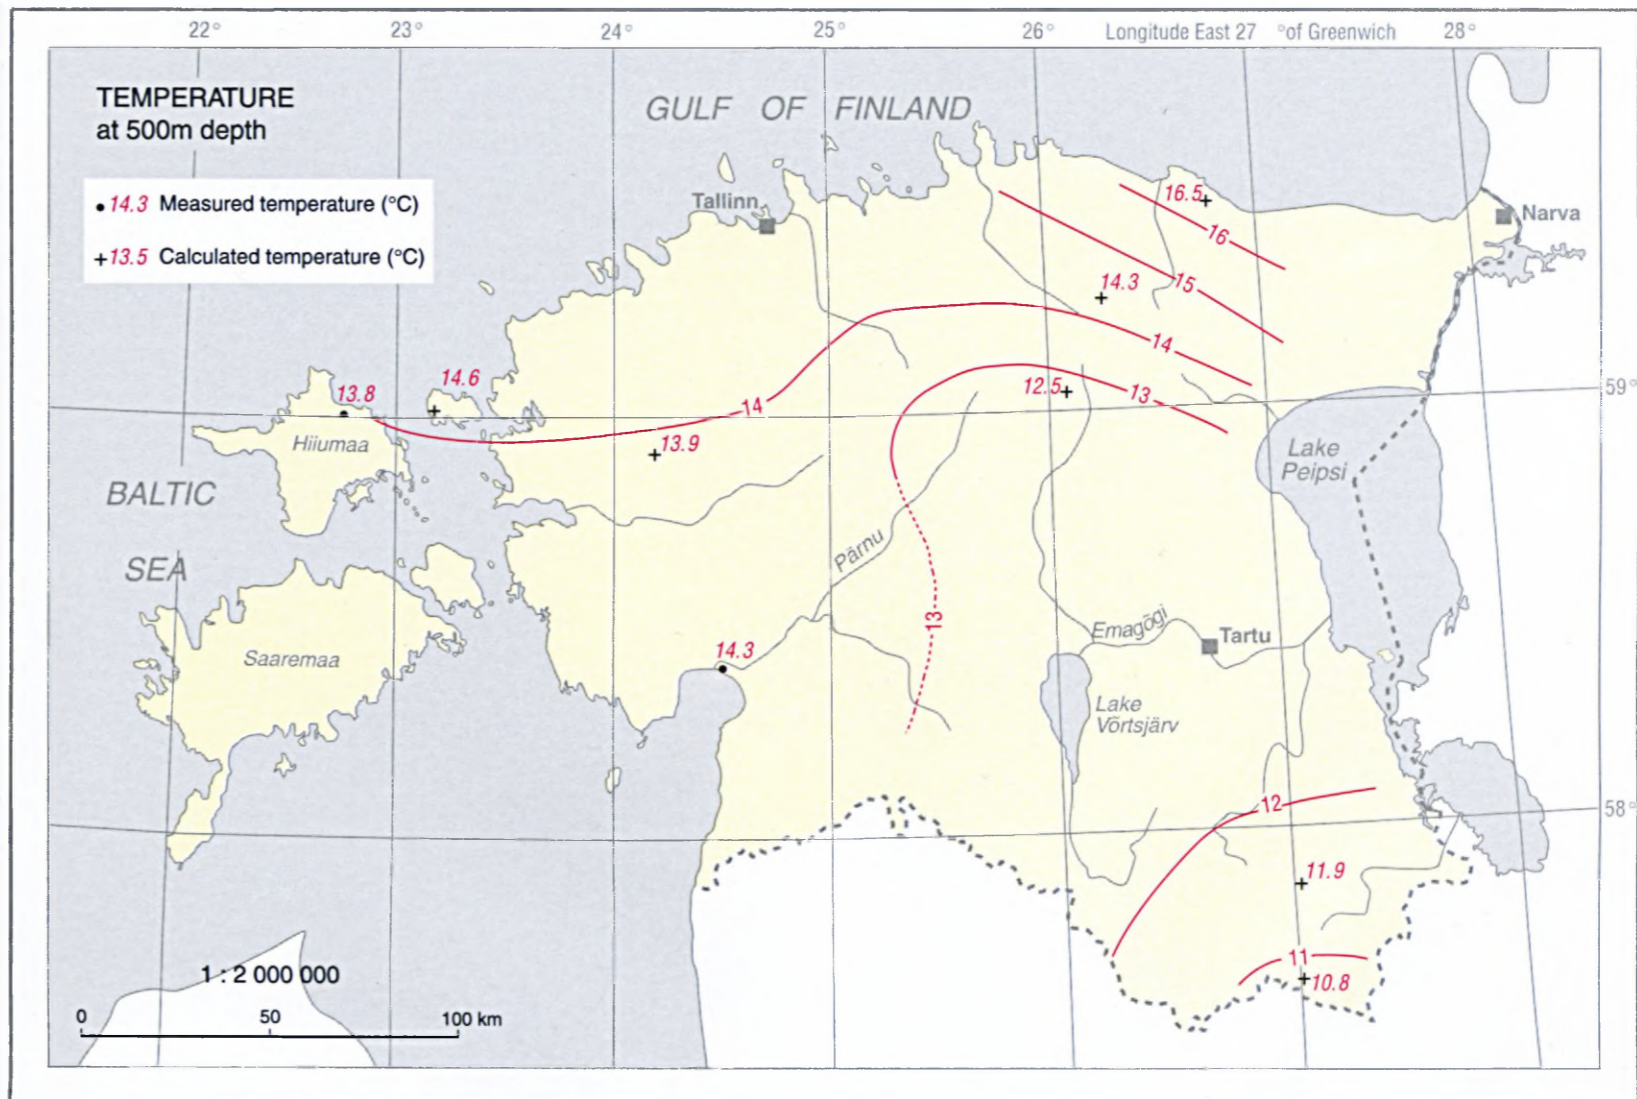 22° 23° 24° 25° 26° Longitude East 27 °of Greenwich 28°
TEMPERATURE
at 500m depth
GULF OF FINLAND
14.3 Measured temperature (°C)
+13.5 Calculated temperature (°C)
Tallinn
16.5
Narva
16
15
14.3
14
13.8
14.6
59°
12.5
13
14
Hiiumaa
13.9
Lake
Peipsi
BALTIC
SEA
Pärnu
13
Emagõgi
Tartu
14.3
Saaremaa
Lake
Võrtsjärv
12
58°
11.9
11
10.8
1 : 2 000 000
0 50 100 km